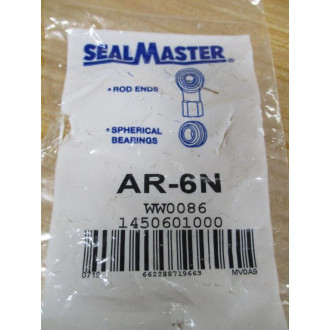 SEALMASTER®
• ROD ENDS
• SPHERICAL
BEARINGS
AR-6N
WW0086
1450601000
662288719663
MV0A9